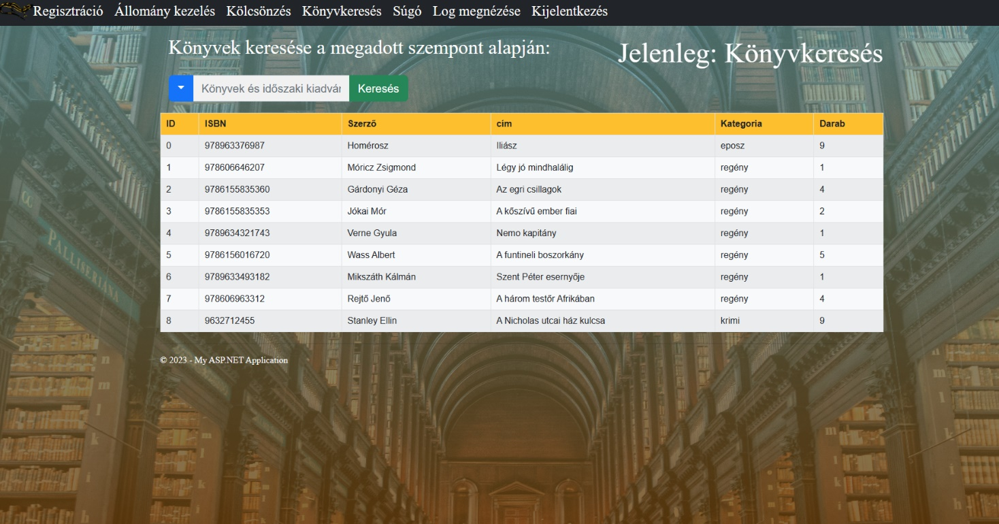 Regisztráció Állomány kezelés Kölcsönzés Könyvkeresés Súgó Log megnézése Kijelentkezés
Könyvek keresése a megadott szempont alapján:
Jelenleg: Könyvkeresés
Könyvek és időszaki kiadvár Keresés
ID ISBN Szerző cím Kategoria Darab
0 978963376987 Homérosz Iliász eposz 9
1 978606646207 Móricz Zsigmond Légy jó mindhalálig regény 1
2 9786155835360 Gárdonyi Géza Az egri csillagok regény 4
3 9786155835353 Jókai Mór A kőszívű ember fiai regény 2
4 9789634321743 Verne Gyula Nemo kapitány regény 1
5 9786156016720 Wass Albert A funtineli boszorkány regény 5
6 9789633493182 Mikszáth Kálmán Szent Péter esernyője regény 1
7 978606963312 Rejtő Jenő A három testőr Afrikában regény 4
8 9632712455 Stanley Ellin A Nicholas utcai ház kulcsa krimi 9
CC
PALLISERIANA
© 2023 - My ASP.NET Application